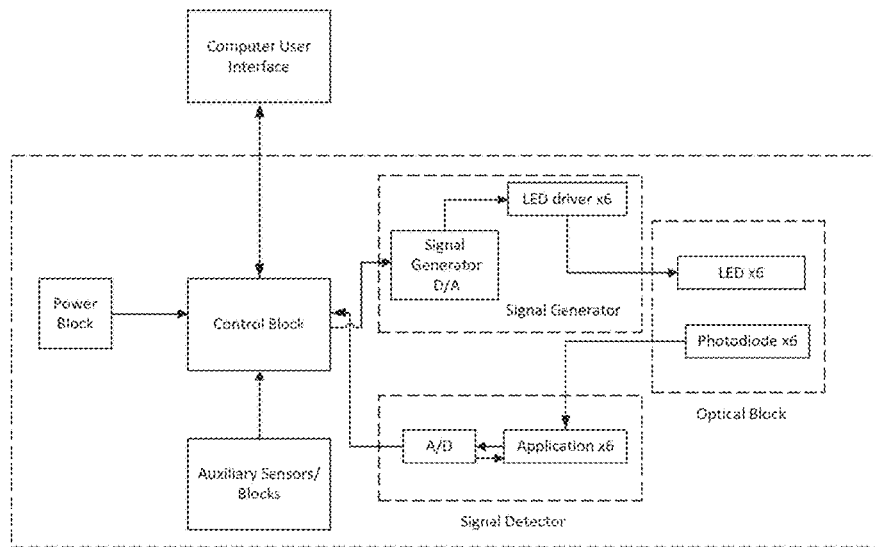 Computer User
Interface
LED driver x6
Signal
Generator
D/A
Signal Generator
LED x6
Power
Block
Control Block
Photodiode x6
Optical Block
A/D
Application x6
Auxiliary Sensors/
Blocks
Signal Detector